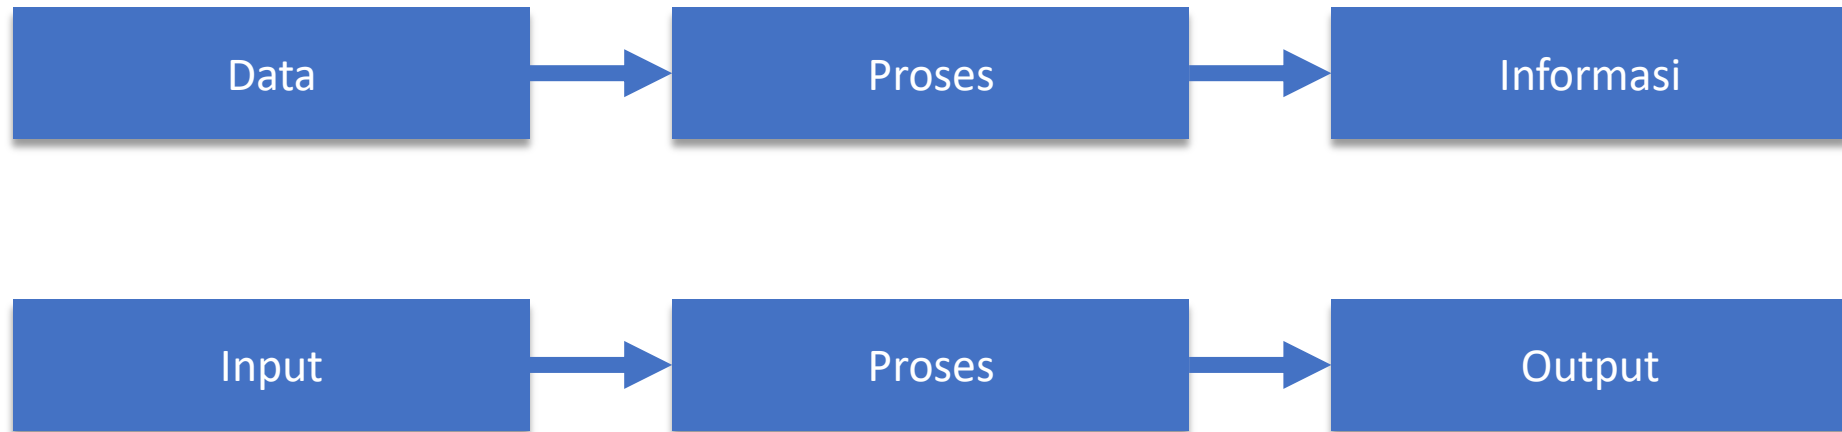 Data
Proses
Informasi
Input
Proses
Output